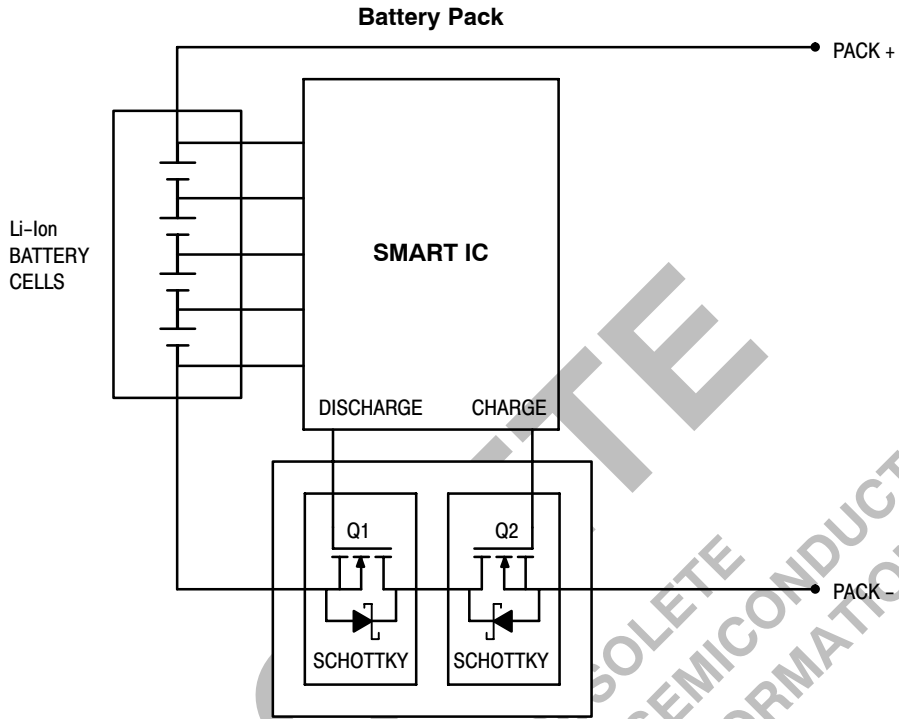 Battery Pack
PACK +
Li–Ion
BATTERY
CELLS
SMART IC
DISCHARGE CHARGE
Q1 Q2
PACK –
SCHOTTKY SCHOTTKY